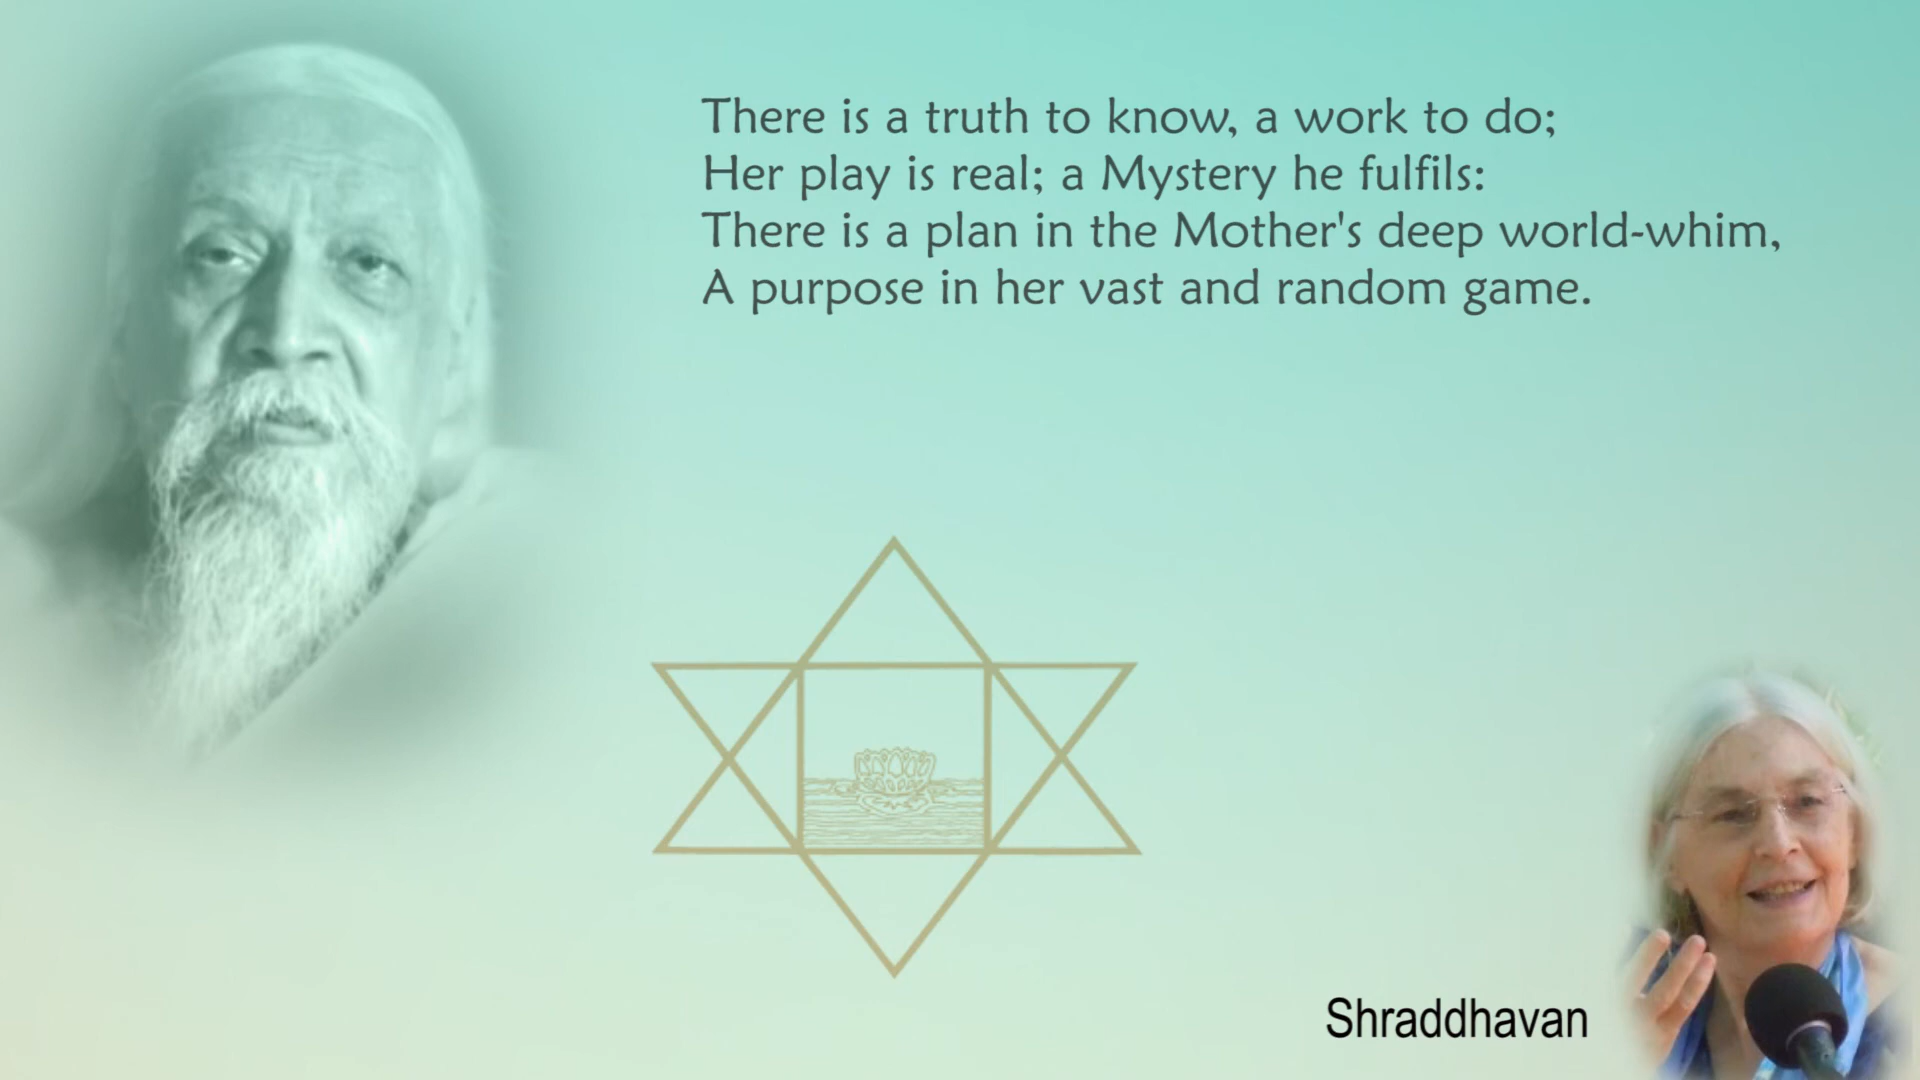 There is a truth to know, a work to do;
Her play is real; a Mystery he fulfils:
There is a plan in the Mother's deep world-whim,
A purpose in her vast and random game.
Shraddhavan